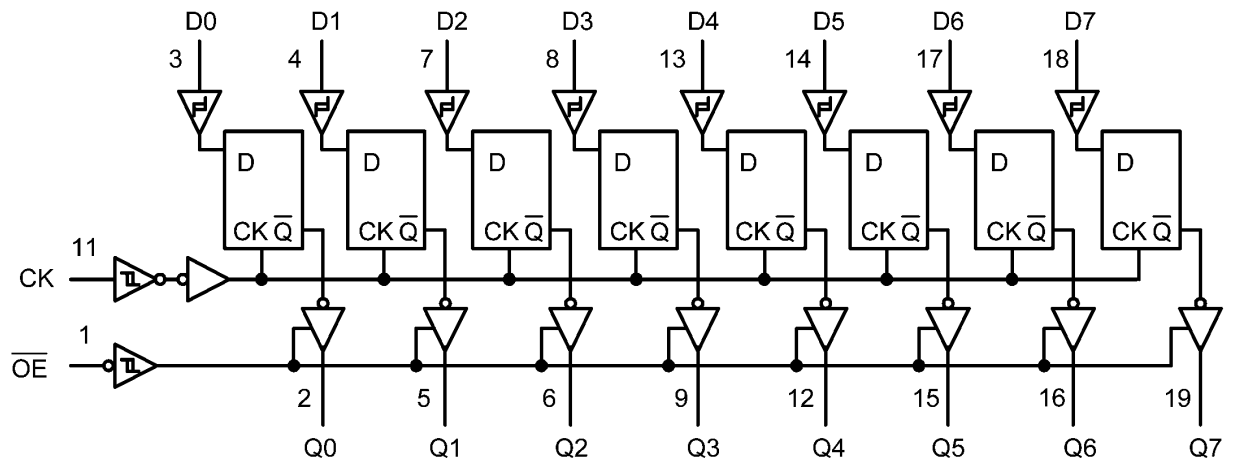 D0 D1 D2 D3 D4 D5 D6 D7
3 4 7 8 13 14 17 18
D D D D D D D D
CK Q̅ CK Q̅ CK Q̅ CK Q̅ CK Q̅ CK Q̅ CK Q̅ CK Q̅
11
CK
1
O̅E̅
2 5 6 9 12 15 16 19
Q0 Q1 Q2 Q3 Q4 Q5 Q6 Q7